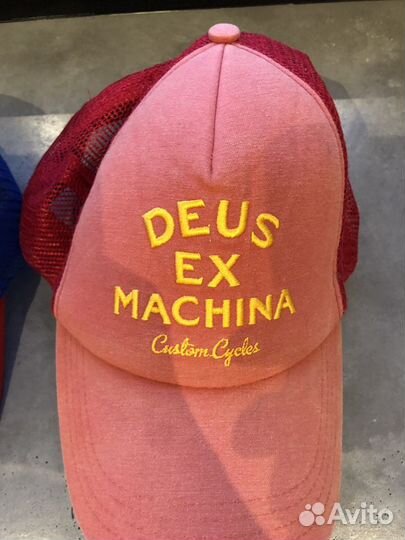 DEUS
EX
MACHINA
Custom Cycles
Avito